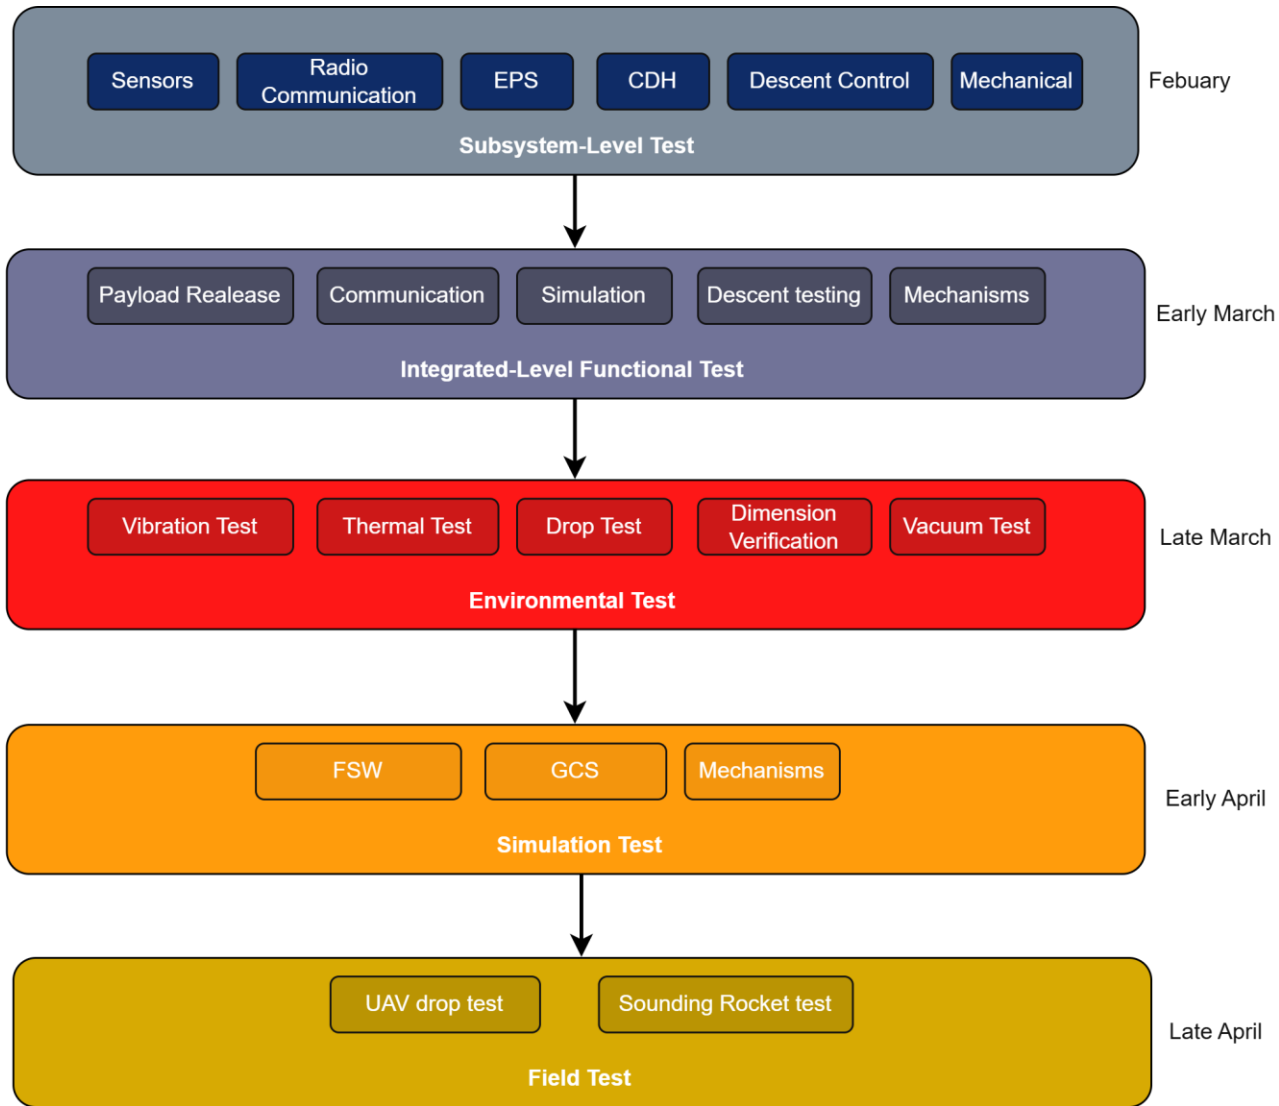 Sensors
Radio
Communication
EPS
CDH
Descent Control
Mechanical
Subsystem-Level Test
Febuary
Payload Realease
Communication
Simulation
Descent testing
Mechanisms
Integrated-Level Functional Test
Early March
Vibration Test
Thermal Test
Drop Test
Dimension
Verification
Vacuum Test
Environmental Test
Late March
FSW
GCS
Mechanisms
Simulation Test
Early April
UAV drop test
Sounding Rocket test
Field Test
Late April